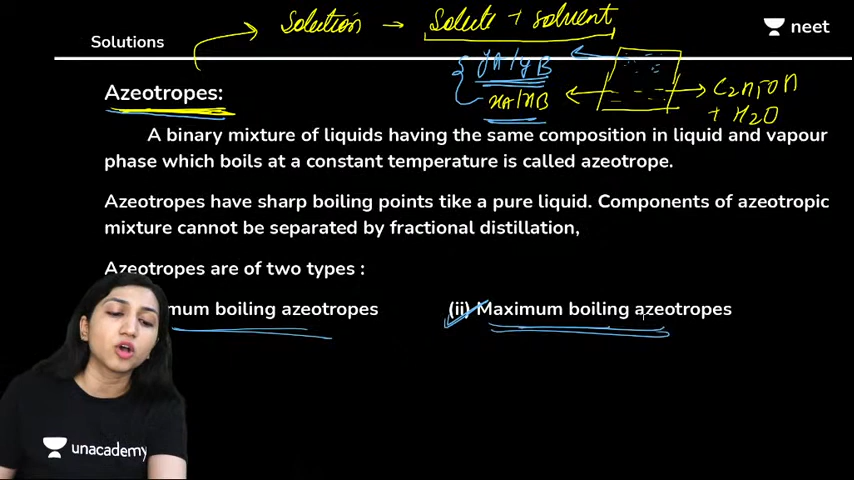 Solution → Solute + solvent
neet
Solutions
yA/yB
Azeotropes:
xA/xB
C2H5OH
+ H2O
A binary mixture of liquids having the same composition in liquid and vapour
phase which boils at a constant temperature is called azeotrope.
Azeotropes have sharp boiling points tike a pure liquid. Components of azeotropic
mixture cannot be separated by fractional distillation,
Azeotropes are of two types :
mum boiling azeotropes
(ii) Maximum boiling azeotropes
unacademy